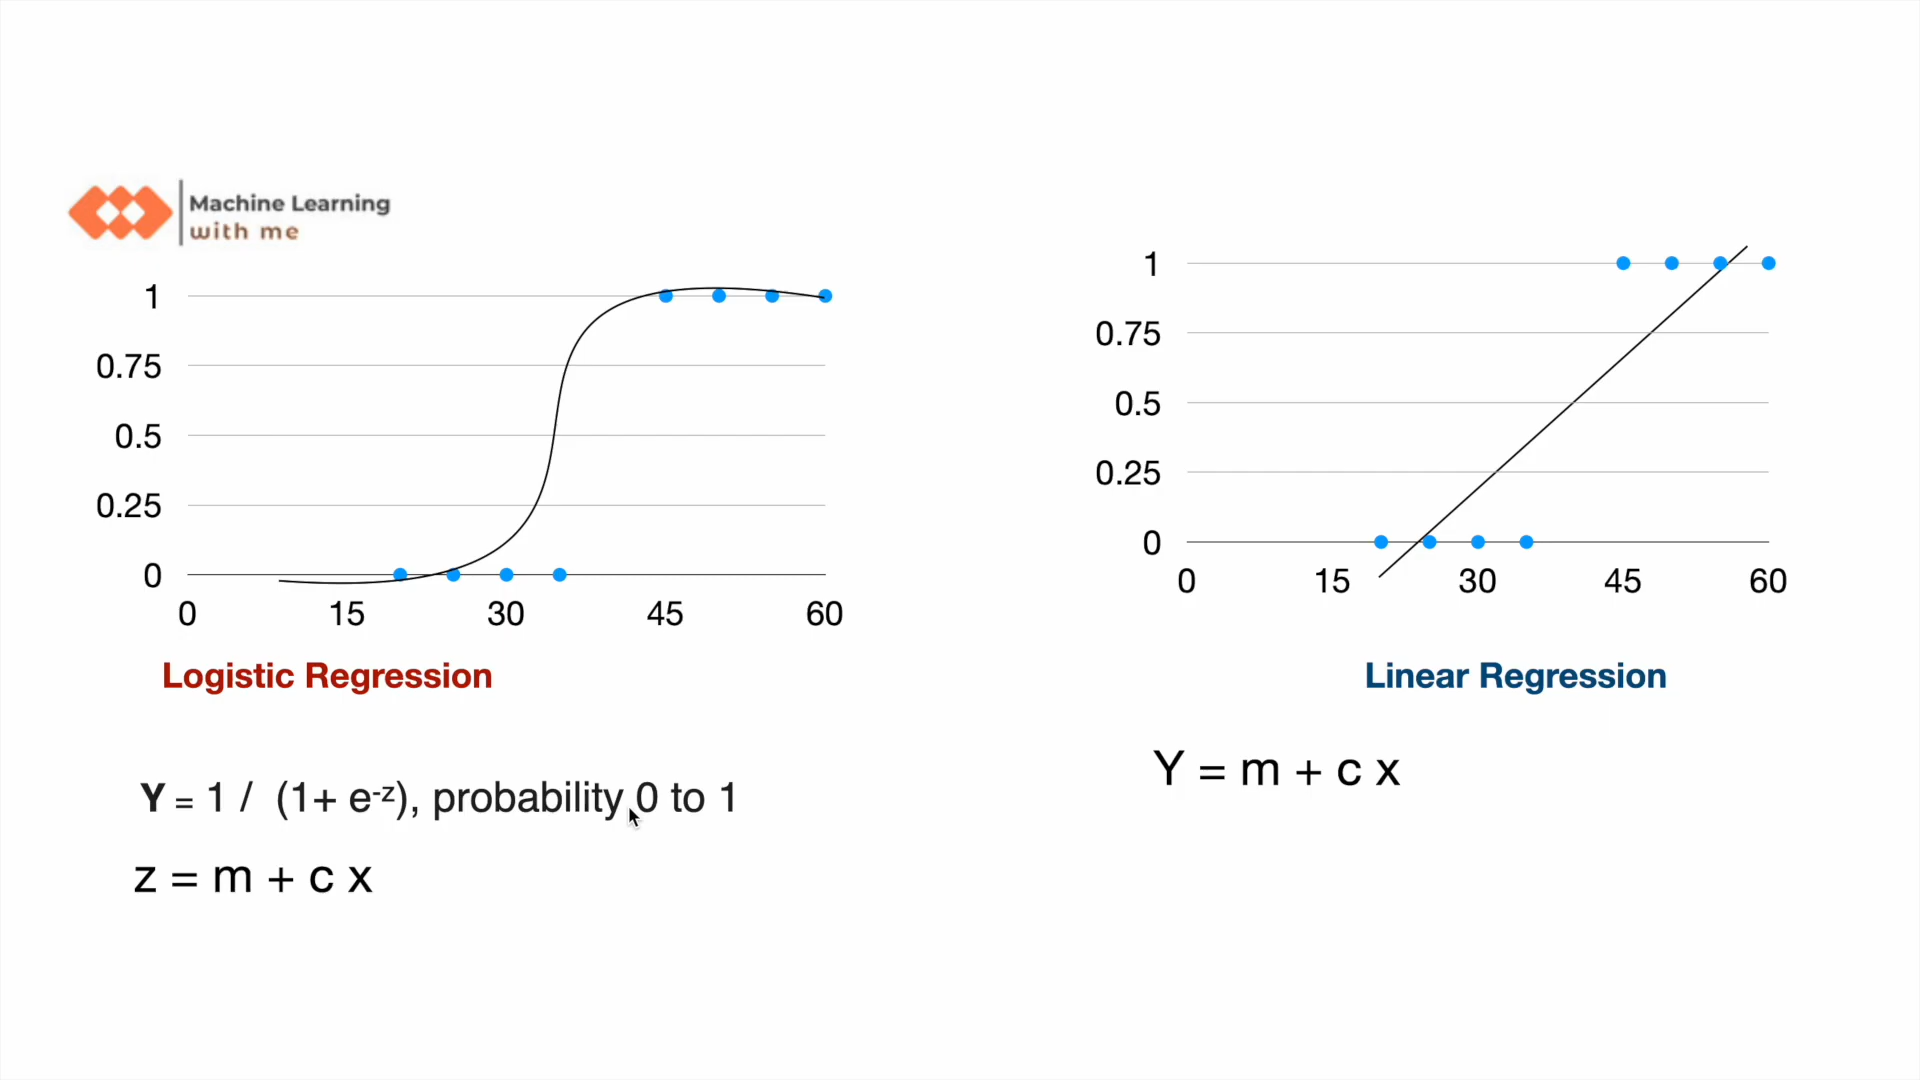 Machine Learning
with me
1
0.75
0.5
0.25
0
0 15 30 45 60
Logistic Regression
Y = 1 / (1+ e⁻ᶻ), probability 0 to 1
z = m + c x
1
0.75
0.5
0.25
0
0 15 30 45 60
Linear Regression
Y = m + c x